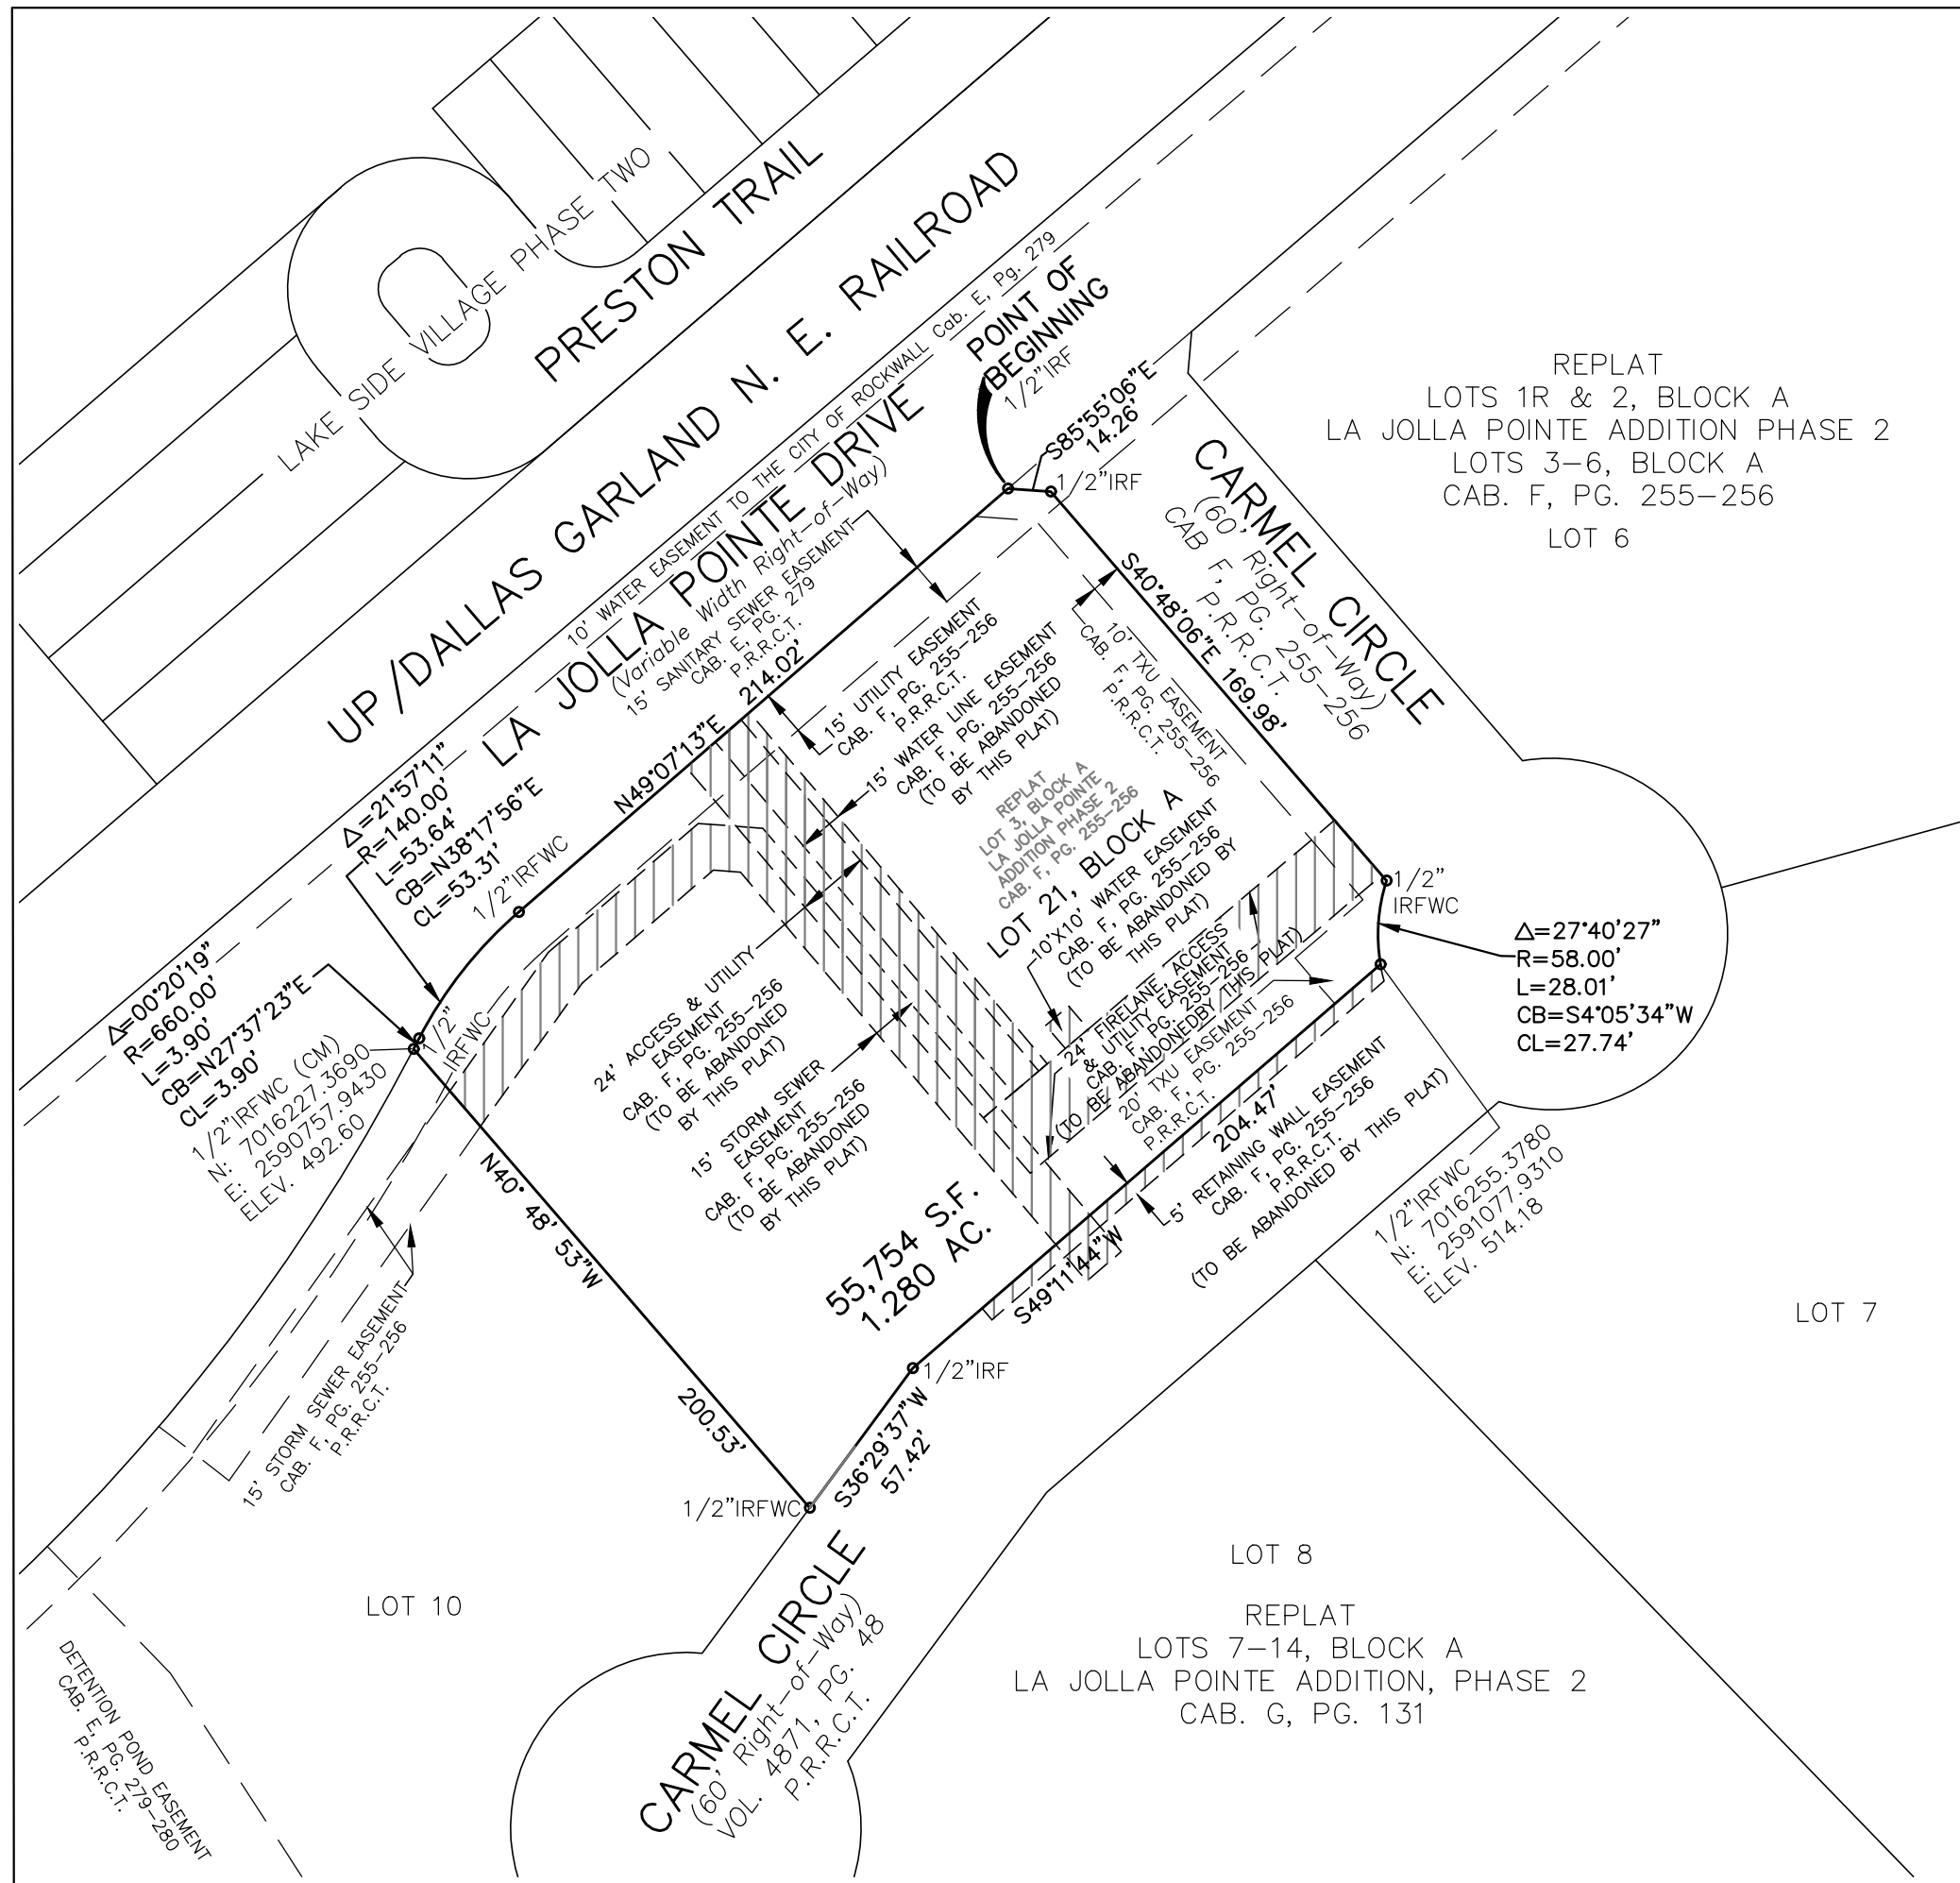 LAKE SIDE VILLAGE PHASE TWO
PRESTON TRAIL
UP/DALLAS GARLAND N. E. RAILROAD
10' WATER EASEMENT TO THE CITY OF ROCKWALL Cab. E, Pg. 279
LA JOLLA POINTE DRIVE
(Variable Width Right-of-Way)
15' SANITARY SEWER EASEMENT
CAB. E, PG. 279
P.R.R.C.T.
POINT OF
BEGINNING
1/2"IRF
S85°55'06"E
14.26'
1/2"IRF
REPLAT
LOTS 1R & 2, BLOCK A
LA JOLLA POINTE ADDITION PHASE 2
LOTS 3-6, BLOCK A
CAB. F, PG. 255-256
LOT 6
CARMEL CIRCLE
(60' Right-of-Way)
CAB F, PG. 255-256
P.R.R.C.T.
S40°48'06"E 169.98'
10' TXU EASEMENT
CAB. F, PG. 255-256
P.R.R.C.T.
N49°07'13"E 214.02'
15' UTILITY EASEMENT
CAB. F, PG. 255-256
P.R.R.C.T.
15' WATER LINE EASEMENT
CAB. F, PG. 255-256
(TO BE ABANDONED
BY THIS PLAT)
REPLAT
LOT 3, BLOCK A
LA JOLLA POINTE
ADDITION PHASE 2
CAB. F, PG. 255-256
LOT 21, BLOCK A
10'X10' WATER EASEMENT
CAB. F, PG. 255-256
(TO BE ABANDONED BY
THIS PLAT)
24' FIRELANE, ACCESS
& UTILITY EASEMENT
CAB. F, PG. 255-256
(TO BE ABANDONEDBY THIS PLAT)
20' TXU EASEMENT
CAB. F, PG. 255-256
P.R.R.C.T.
1/2"
IRFWC
Δ=27°40'27"
R=58.00'
L=28.01'
CB=S4°05'34"W
CL=27.74'
Δ=21°57'11"
R=140.00'
L=53.64'
CB=N38°17'56"E
CL=53.31'
1/2"IRFWC
Δ=00°20'19"
R=660.00'
L=3.90'
CB=N27°37'23"E
CL=3.90'
1/2"
IRFWC
1/2"IRFWC (CM)
N: 7016227.3690
E: 2590757.9430
ELEV. 492.60
24' ACCESS & UTILITY
EASEMENT
CAB. F, PG. 255-256
(TO BE ABANDONED
BY THIS PLAT)
15' STORM SEWER
EASEMENT
CAB. F, PG. 255-256
(TO BE ABANDONED
BY THIS PLAT)
55,754 S.F.
1.280 AC.
204.47'
S49°11'44"W
5' RETAINING WALL EASEMENT
CAB. F, PG. 255-256
P.R.R.C.T.
(TO BE ABANDONED BY THIS PLAT)
1/2"IRFWC
N: 7016255.3780
E: 2591077.9310
ELEV. 514.18
LOT 7
N40° 48' 53"W
200.53'
15' STORM SEWER EASEMENT
CAB. F, PG. 255-256
P.R.R.C.T.
1/2"IRF
S36°29'37"W
57.42'
1/2"IRFWC
LOT 10
LOT 8
REPLAT
LOTS 7-14, BLOCK A
LA JOLLA POINTE ADDITION, PHASE 2
CAB. G, PG. 131
CARMEL CIRCLE
(60' Right-of-Way)
VOL. 4871, PG. 48
P.R.R.C.T.
DETENTION POND EASEMENT
CAB. E, PG. 279-280
P.R.R.C.T.